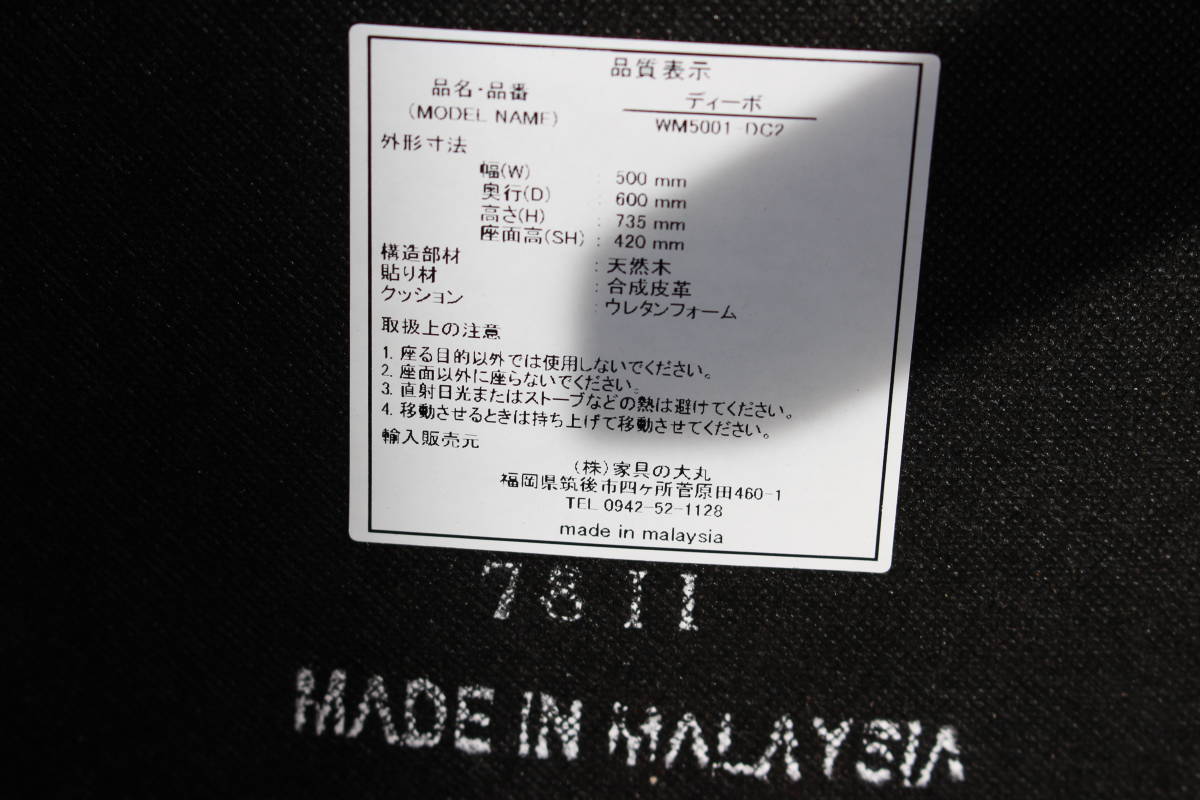 品質表示
品名・品番 ディーボ
(MODEL NAME) WM5001-DC2
外形寸法
幅(W) : 500 mm
奥行(D) : 600 mm
高さ(H) : 735 mm
座面高(SH) : 420 mm
構造部材 : 天然木
貼り材 : 合成皮革
クッション : ウレタンフォーム
取扱上の注意
1. 座る目的以外では使用しないでください。
2. 座面以外に座らないでください。
3. 直射日光またはストーブなどの熱は避けてください。
4. 移動させるときは持ち上げて移動させてください。
輸入販売元
(株)家具の大丸
福岡県筑後市四ヶ所菅原田460-1
TEL 0942-52-1128
made in malaysia
78 II
MADE IN MALAYSIA